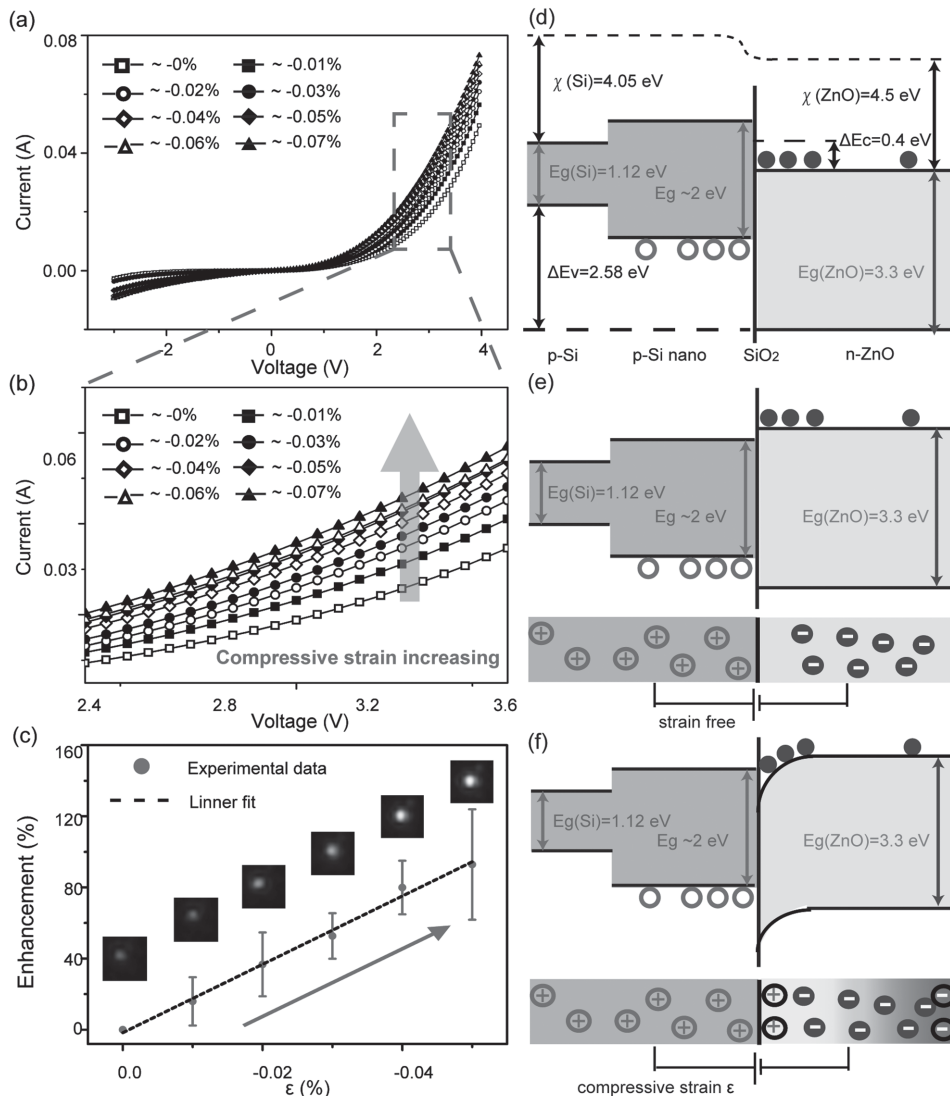 (a)
0.08
0.04
0.00
Current (A)
~ -0%
~ -0.01%
~ -0.02%
~ -0.03%
~ -0.04%
~ -0.05%
~ -0.06%
~ -0.07%
-2
0
2
4
Voltage (V)
(b)
0.06
0.03
Current (A)
~ -0%
~ -0.01%
~ -0.02%
~ -0.03%
~ -0.04%
~ -0.05%
~ -0.06%
~ -0.07%
Compressive strain increasing
2.4
3.0
3.2
3.6
Voltage (V)
(c)
160
120
80
40
0
Enhancement (%)
Experimental data
Linner fit
0.0
-0.02
-0.04
ε (%)
(d)
χ (Si)=4.05 eV
χ (ZnO)=4.5 eV
ΔEc=0.4 eV
Eg(Si)=1.12 eV
Eg ~2 eV
ΔEv=2.58 eV
Eg(ZnO)=3.3 eV
p-Si
p-Si nano
SiO2
n-ZnO
(e)
Eg(Si)=1.12 eV
Eg ~2 eV
Eg(ZnO)=3.3 eV
strain free
(f)
Eg(Si)=1.12 eV
Eg ~2 eV
Eg(ZnO)=3.3 eV
compressive strain ε